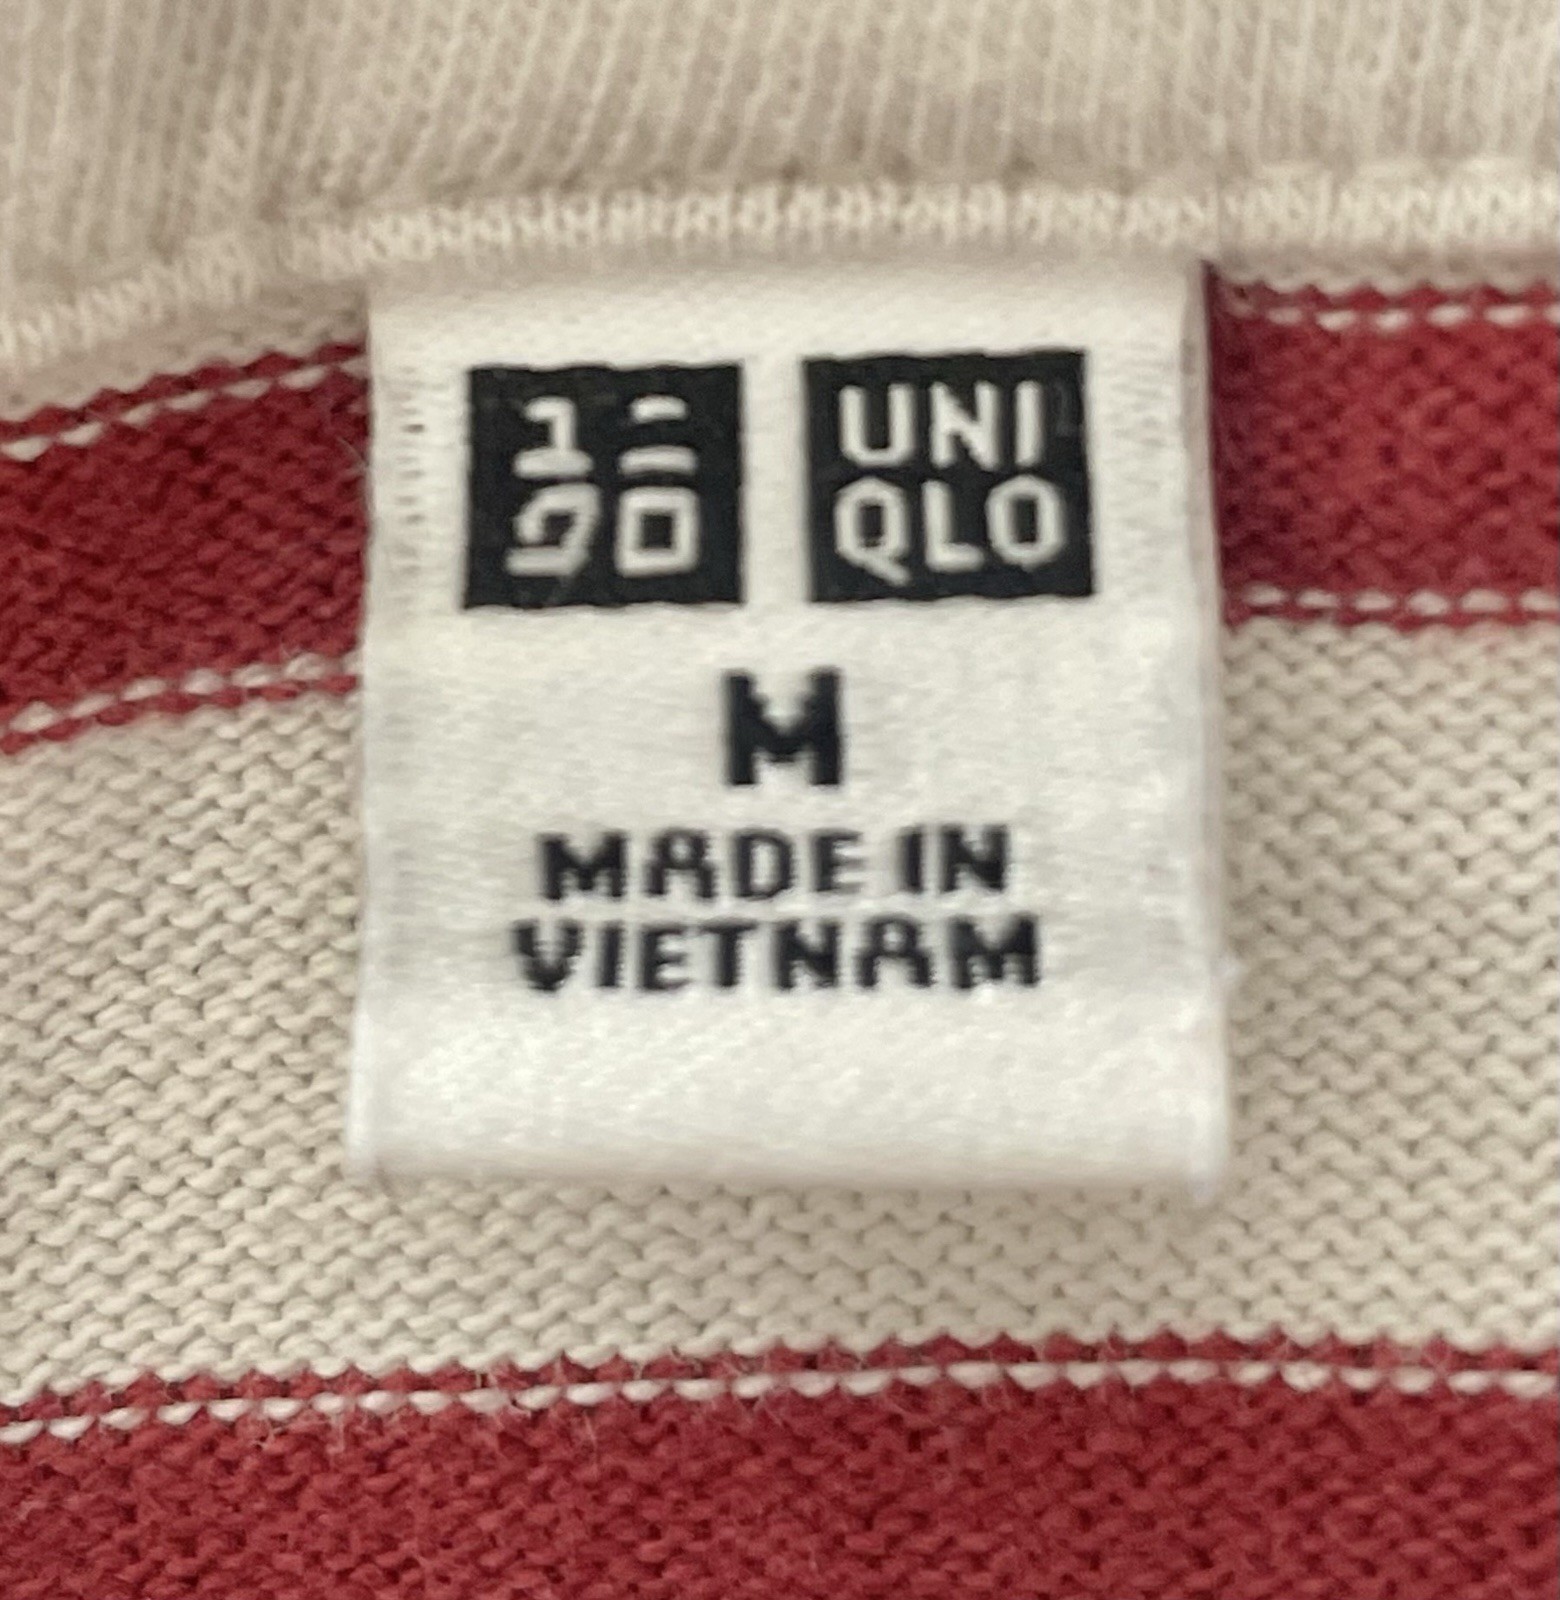 ユニ UNI
クロ QLO
M
MADE IN
VIETNAM